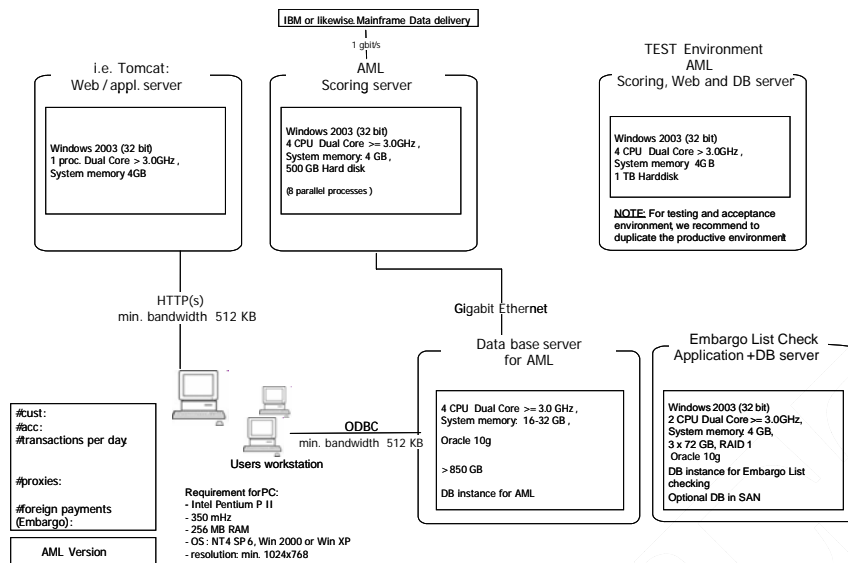 IBM or likewise Mainframe Data delivery
1 gbit/s
i.e. Tomcat:
Web / appl. server
Windows 2003 (32 bit)
1 proc. Dual Core > 3.0GHz ,
System memory 4GB
AML
Scoring server
Windows 2003 (32 bit)
4 CPU Dual Core >= 3.0GHz ,
System memory: 4 GB ,
500 GB Hard disk
(8 parallel processes )
TEST Environment
AML
Scoring, Web and DB server
Windows 2003 (32 bit)
4 CPU Dual Core > 3.0GHz ,
System memory 4GB
1 TB Harddisk
NOTE: For testing and acceptance
environment, we recommend to
duplicate the productive environment
HTTP(s)
min. bandwidth 512 KB
Gigabit Ethernet
Data base server
for AML
4 CPU Dual Core >= 3.0 GHz ,
System memory: 16-32 GB ,
Oracle 10g
> 850 GB
DB instance for AML
Embargo List Check
Application +DB server
Windows 2003 (32 bit)
2 CPU Dual Core >= 3.0GHz,
System memory: 4 GB ,
3 x 72 GB, RAID 1
Oracle 10g
DB instance for Embargo List
checking
Optional DB in SAN
ODBC
min. bandwidth 512 KB
Users workstation
#cust:
#acc:
#transactions per day:
#proxies:
#foreign payments
(Embargo) :
AML Version
Requirement for PC:
- Intel Pentium P II
- 350 mHz
- 256 MB RAM
- OS : NT4 SP 6, Win 2000 or Win XP
- resolution: min. 1024x768